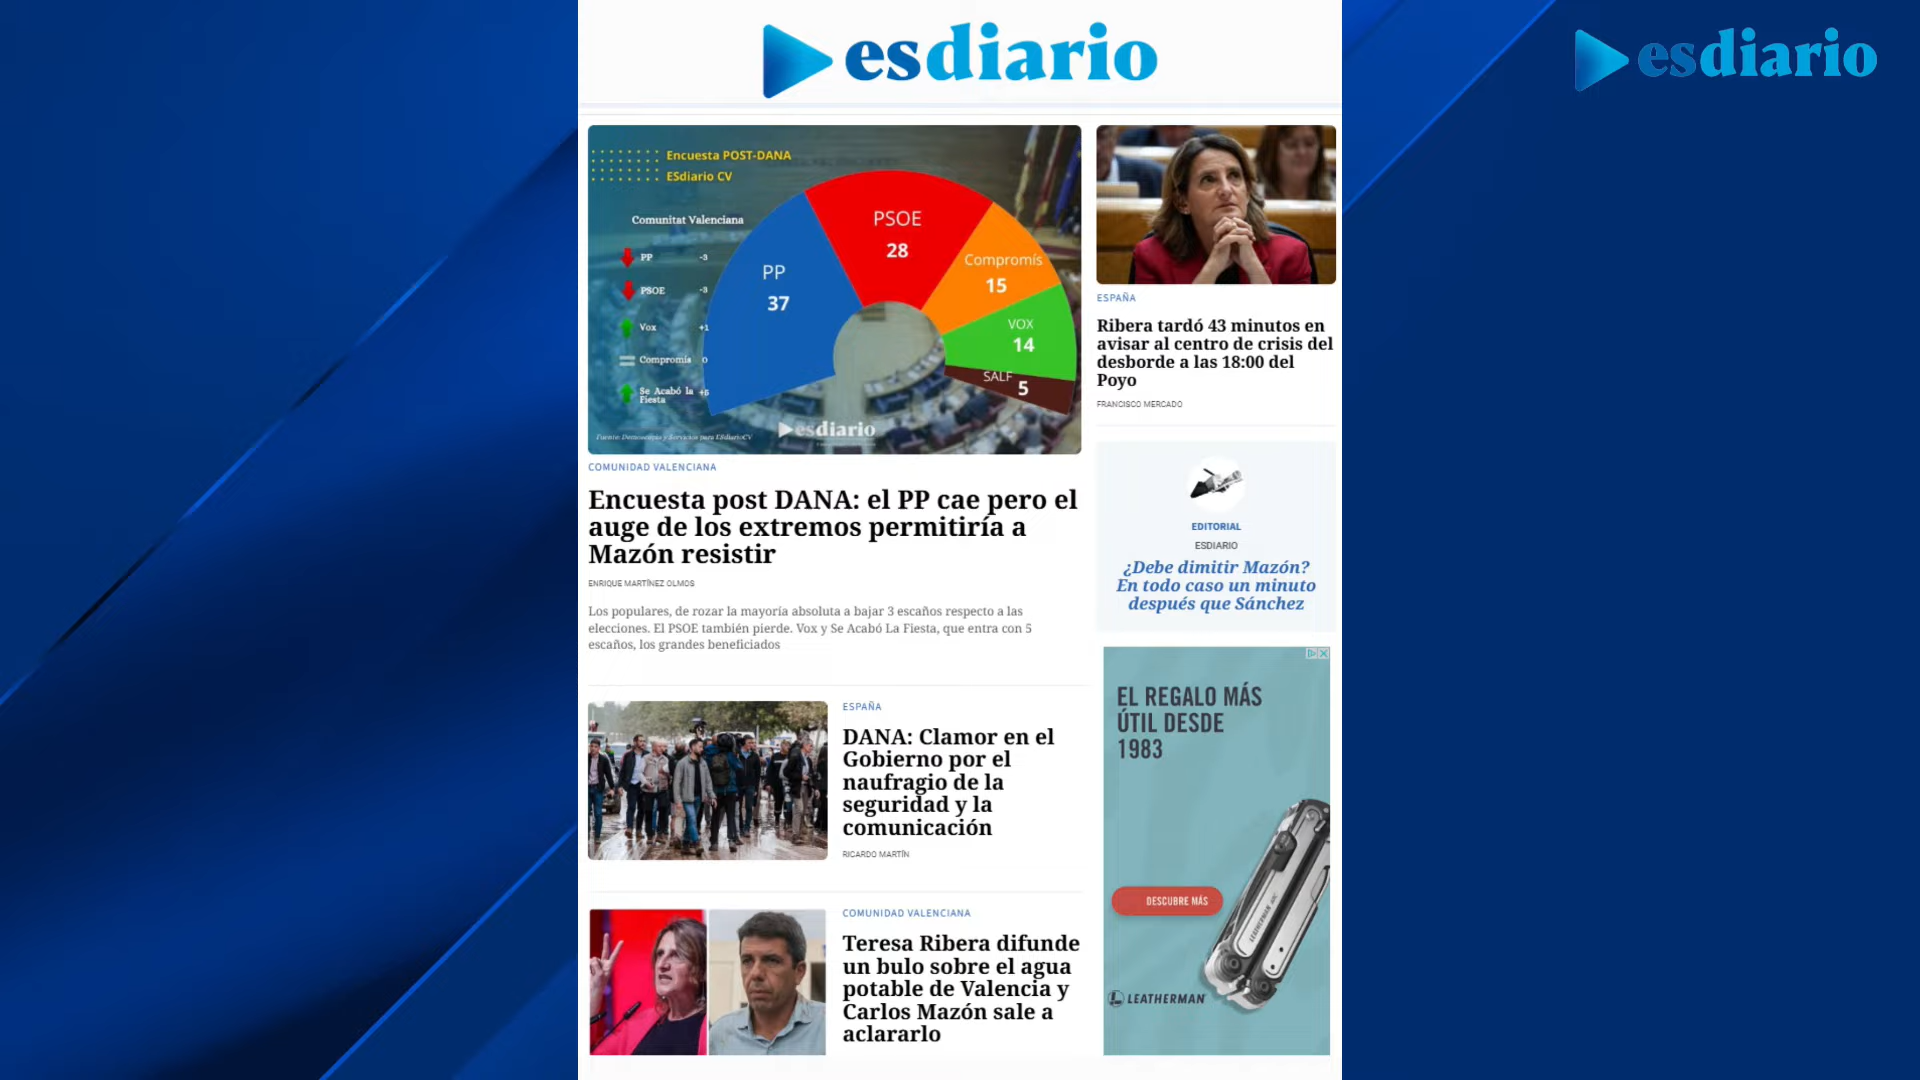 esdiario
esdiario
Encuesta POST-DANA
ESdiario CV
Comunitat Valenciana
PP -3
PSOE -3
Vox +1
Compromís 0
Se Acabó la +5
Fiesta
PP
37
PSOE
28
Compromís
15
VOX
14
SALF 5
Fuente: Demoscopia y Servicios para ESdiarioCV
esdiario
COMUNIDAD VALENCIANA
Encuesta post DANA: el PP cae pero el
auge de los extremos permitiría a
Mazón resistir
ENRIQUE MARTÍNEZ OLMOS
Los populares, de rozar la mayoría absoluta a bajar 3 escaños respecto a las
elecciones. El PSOE también pierde. Vox y Se Acabó La Fiesta, que entra con 5
escaños, los grandes beneficiados
ESPAÑA
DANA: Clamor en el
Gobierno por el
naufragio de la
seguridad y la
comunicación
RICARDO MARTÍN
COMUNIDAD VALENCIANA
Teresa Ribera difunde
un bulo sobre el agua
potable de Valencia y
Carlos Mazón sale a
aclararlo
ESPAÑA
Ribera tardó 43 minutos en
avisar al centro de crisis del
desborde a las 18:00 del
Poyo
FRANCISCO MERCADO
EDITORIAL
ESDIARIO
¿Debe dimitir Mazón?
En todo caso un minuto
después que Sánchez
EL REGALO MÁS
ÚTIL DESDE
1983
DESCUBRE MÁS
LEATHERMAN